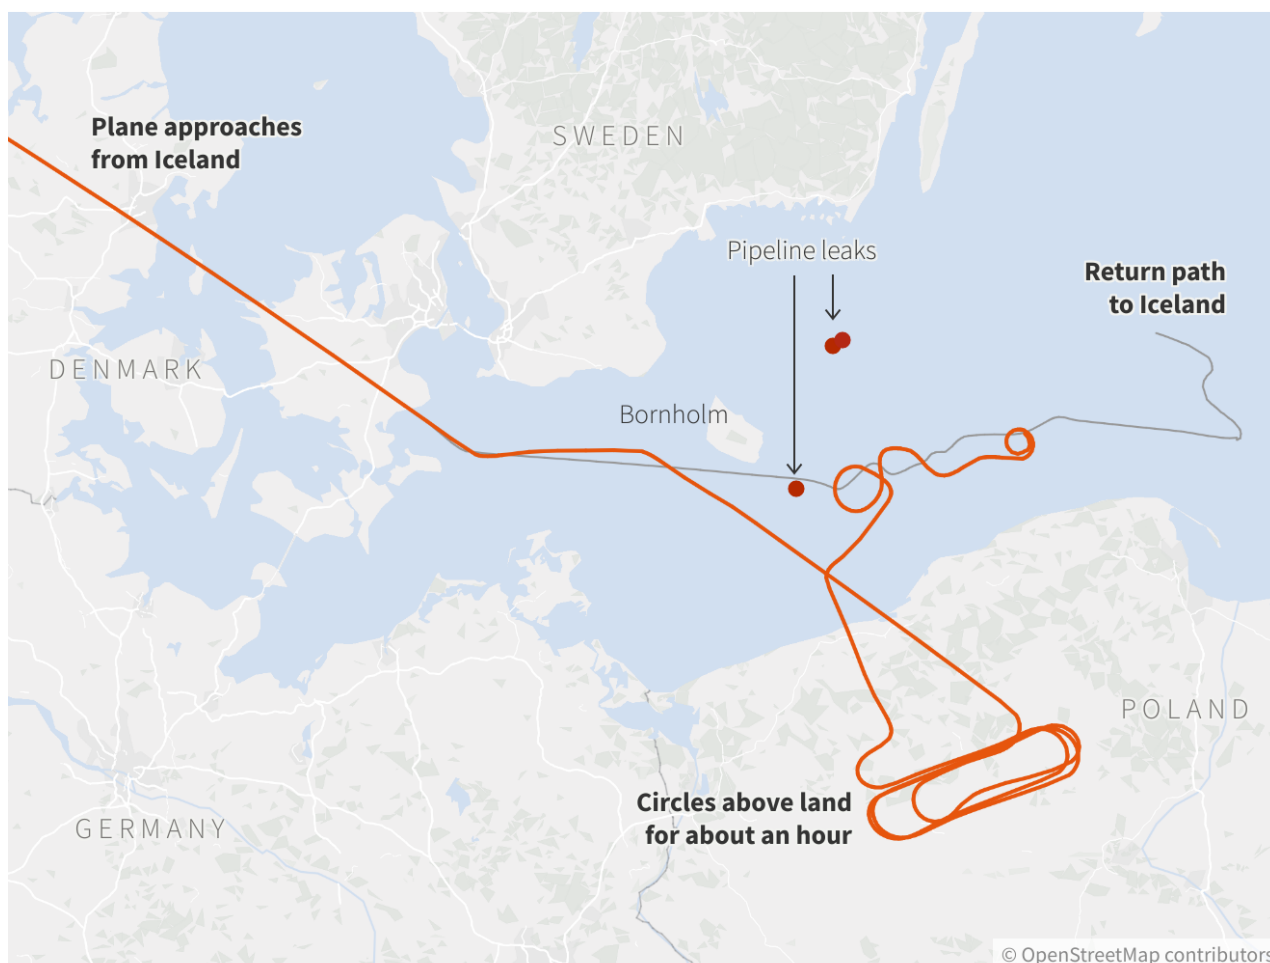 Plane approaches
from Iceland
SWEDEN
Pipeline leaks
Return path
to Iceland
DENMARK
Bornholm
POLAND
Circles above land
for about an hour
GERMANY
© OpenStreetMap contributors